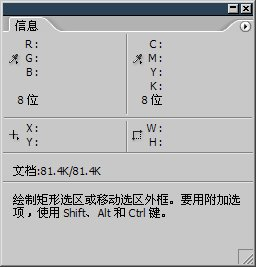 信息
R: C:
G: M:
B: Y:
K:
8 位 8 位
X: W:
Y: H:
文档:81.4K/81.4K
绘制矩形选区或移动选区外框。要用附加选
项，使用 Shift、Alt 和 Ctrl 键。